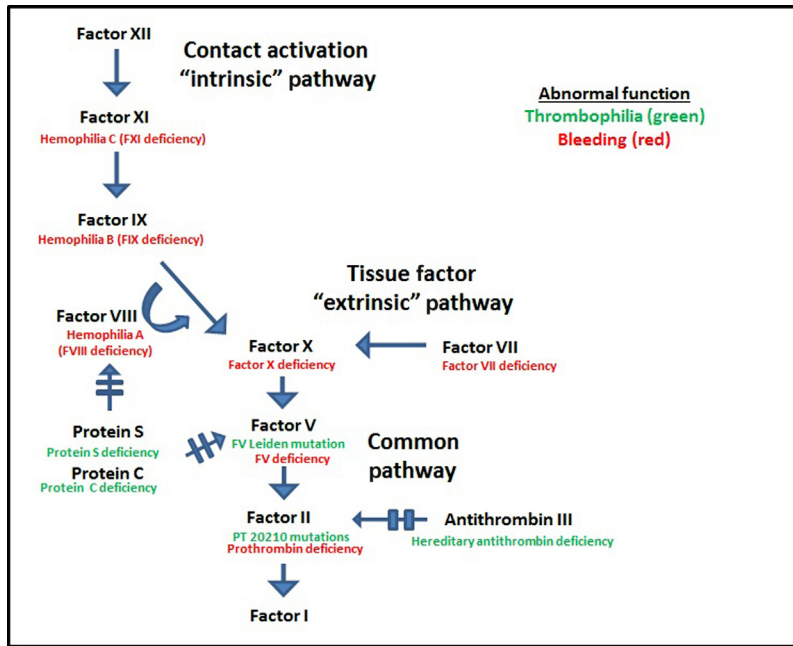 Factor XII
Contact activation
“intrinsic” pathway
Abnormal function
Thrombophilia (green)
Bleeding (red)
Factor XI
Hemophilia C (FXI deficiency)
Factor IX
Hemophilia B (FIX deficiency)
Tissue factor
“extrinsic” pathway
Factor VIII
Hemophilia A
(FVIII deficiency)
Factor X
Factor X deficiency
Factor VII
Factor VII deficiency
Protein S
Protein S deficiency
Protein C
Protein C deficiency
Factor V
FV Leiden mutation
FV deficiency
Common
pathway
Factor II
PT 20210 mutations
Prothrombin deficiency
Antithrombin III
Hereditary antithrombin deficiency
Factor I